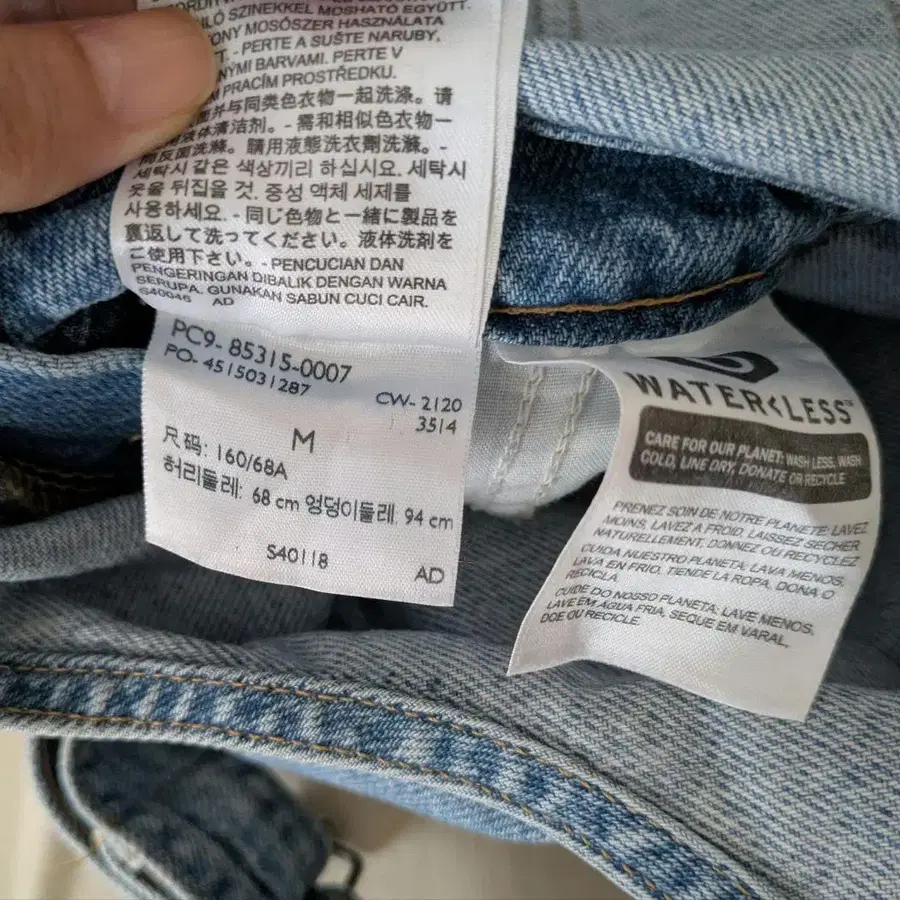 ILÓ SZÍNEKKEL MOSHATÓ EGYÜTT.
MOSÓSZER HASZNÁLATA
- PERTE A SUŠTE NARUBY,
BARVAMI. PERTE V
PRACÍM PROSTŘEDKU.
并与同类色衣物一起洗涤。请
液体清洁剂。- 需和相似色衣物一
反面洗滌。請用液態洗衣劑洗滌。-
세탁시 같은 색상끼리 하십시오. 세탁시
옷을 뒤집을 것. 중성 액체 세제를
사용하세요. - 同じ色物と一緒に製品を
裏返して洗ってください。液体洗剤を
ご使用下さい。- PENCUCIAN DAN
PENGERINGAN DIBALIK DENGAN WARNA
SERUPA. GUNAKAN SABUN CUCI CAIR.
S40046 AD
PC9- 85315-0007
PO- 4515031287
CW- 2120
3514
M
尺码: 160/68A
허리둘레: 68 cm 엉덩이둘레: 94 cm
S40118
AD
WATER<LESS™
CARE FOR OUR PLANET: WASH LESS, WASH
COLD, LINE DRY, DONATE OR RECYCLE
PRENEZ SOIN DE NOTRE PLANÈTE: LAVEZ
MOINS, LAVEZ A FROID, LAISSEZ SÉCHER
NATURELLEMENT, DONNEZ OU RECYCLEZ
CUIDA NUESTRO PLANETA: LAVA MENOS,
LAVA EN FRIO, TIENDE LA ROPA, DONA O
RECICLA
CUIDE DO NOSSO PLANETA: LAVE MENOS,
LAVE EM ÁGUA FRIA, SEQUE EM VARAL,
DOE OU RECICLE